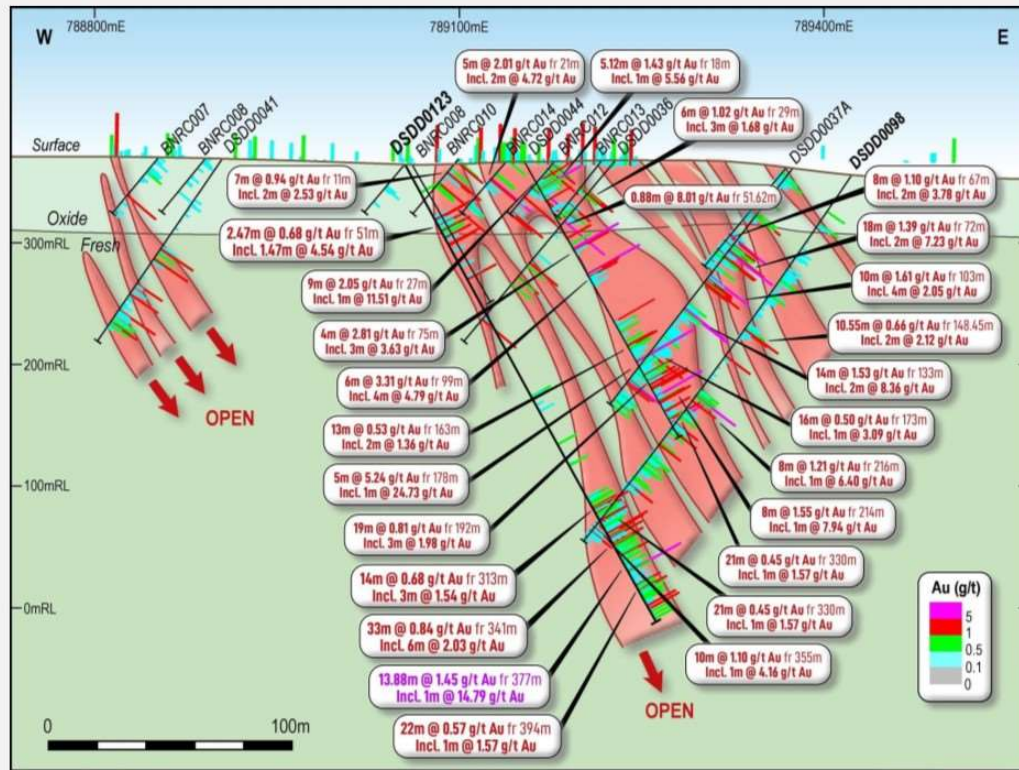 788800mE
789100mE
789400mE
W
E
5m @ 2.01 g/t Au fr 21m
Incl. 2m @ 4.72 g/t Au
5.12m @ 1.43 g/t Au fr 18m
Incl. 1m @ 5.56 g/t Au
6m @ 1.02 g/t Au fr 29m
Incl. 3m @ 1.68 g/t Au
BNRC007
BNRC008
DSDD0041
DSDD0123
BNRC008
BNRC010
BNRC014
DSDD0044
BNRC012
BNRC013
DSDD0036
DSDD0037A
DSDD0098
Surface
Oxide
Fresh
300mRL
200mRL
100mRL
0mRL
7m @ 0.94 g/t Au fr 11m
Incl. 2m @ 2.53 g/t Au
2.47m @ 0.68 g/t Au fr 51m
Incl. 1.47m @ 4.54 g/t Au
9m @ 2.05 g/t Au fr 27m
Incl. 1m @ 11.51 g/t Au
4m @ 2.81 g/t Au fr 75m
Incl. 3m @ 3.63 g/t Au
6m @ 3.31 g/t Au fr 99m
Incl. 4m @ 4.79 g/t Au
13m @ 0.53 g/t Au fr 163m
Incl. 2m @ 1.36 g/t Au
5m @ 5.24 g/t Au fr 178m
Incl. 1m @ 24.73 g/t Au
19m @ 0.81 g/t Au fr 192m
Incl. 3m @ 1.98 g/t Au
14m @ 0.68 g/t Au fr 313m
Incl. 3m @ 1.54 g/t Au
33m @ 0.84 g/t Au fr 341m
Incl. 6m @ 2.03 g/t Au
13.88m @ 1.45 g/t Au fr 377m
Incl. 1m @ 14.79 g/t Au
22m @ 0.57 g/t Au fr 394m
Incl. 1m @ 1.57 g/t Au
0.88m @ 8.01 g/t Au fr 51.62m
8m @ 1.10 g/t Au fr 67m
Incl. 2m @ 3.78 g/t Au
18m @ 1.39 g/t Au fr 72m
Incl. 2m @ 7.23 g/t Au
10m @ 1.61 g/t Au fr 103m
Incl. 4m @ 2.05 g/t Au
10.55m @ 0.66 g/t Au fr 148.45m
Incl. 2m @ 2.12 g/t Au
14m @ 1.53 g/t Au fr 133m
Incl. 2m @ 8.36 g/t Au
16m @ 0.50 g/t Au fr 173m
Incl. 1m @ 3.09 g/t Au
8m @ 1.21 g/t Au fr 216m
Incl. 1m @ 6.40 g/t Au
8m @ 1.55 g/t Au fr 214m
Incl. 1m @ 7.94 g/t Au
21m @ 0.45 g/t Au fr 330m
Incl. 1m @ 1.57 g/t Au
21m @ 0.45 g/t Au fr 330m
Incl. 1m @ 1.57 g/t Au
10m @ 1.10 g/t Au fr 355m
Incl. 1m @ 4.16 g/t Au
OPEN
OPEN
Au (g/t)
5
1
0.5
0.1
0
0
100m